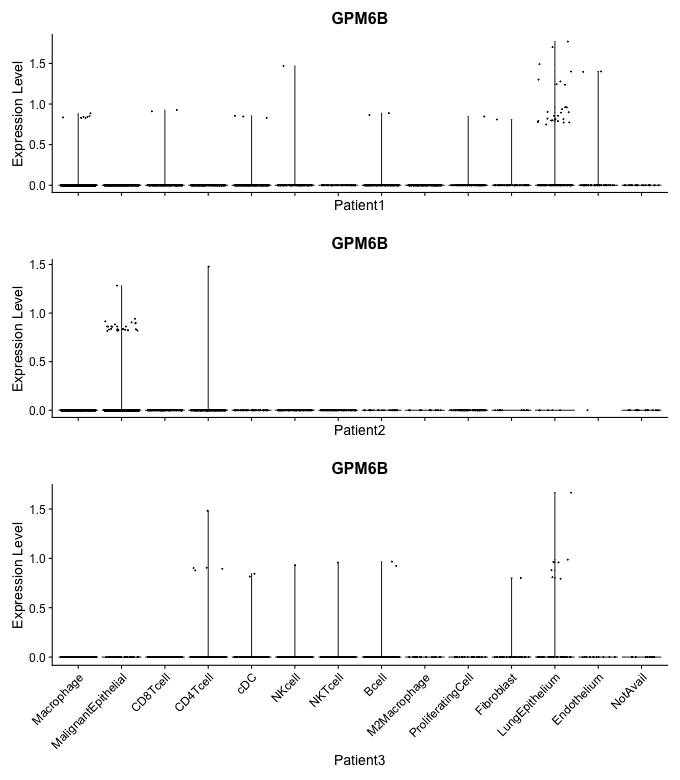 GPM6B
Expression Level
1.5
1.0
0.5
0.0
Patient1
GPM6B
Expression Level
1.5
1.0
0.5
0.0
Patient2
GPM6B
Expression Level
1.5
1.0
0.5
0.0
Macrophage
MalignantEpithelial
CD8Tcell
CD4Tcell
cDC
NKcell
NKTcell
Bcell
M2Macrophage
ProliferatingCell
Fibroblast
LungEpithelium
Endothelium
NotAvail
Patient3